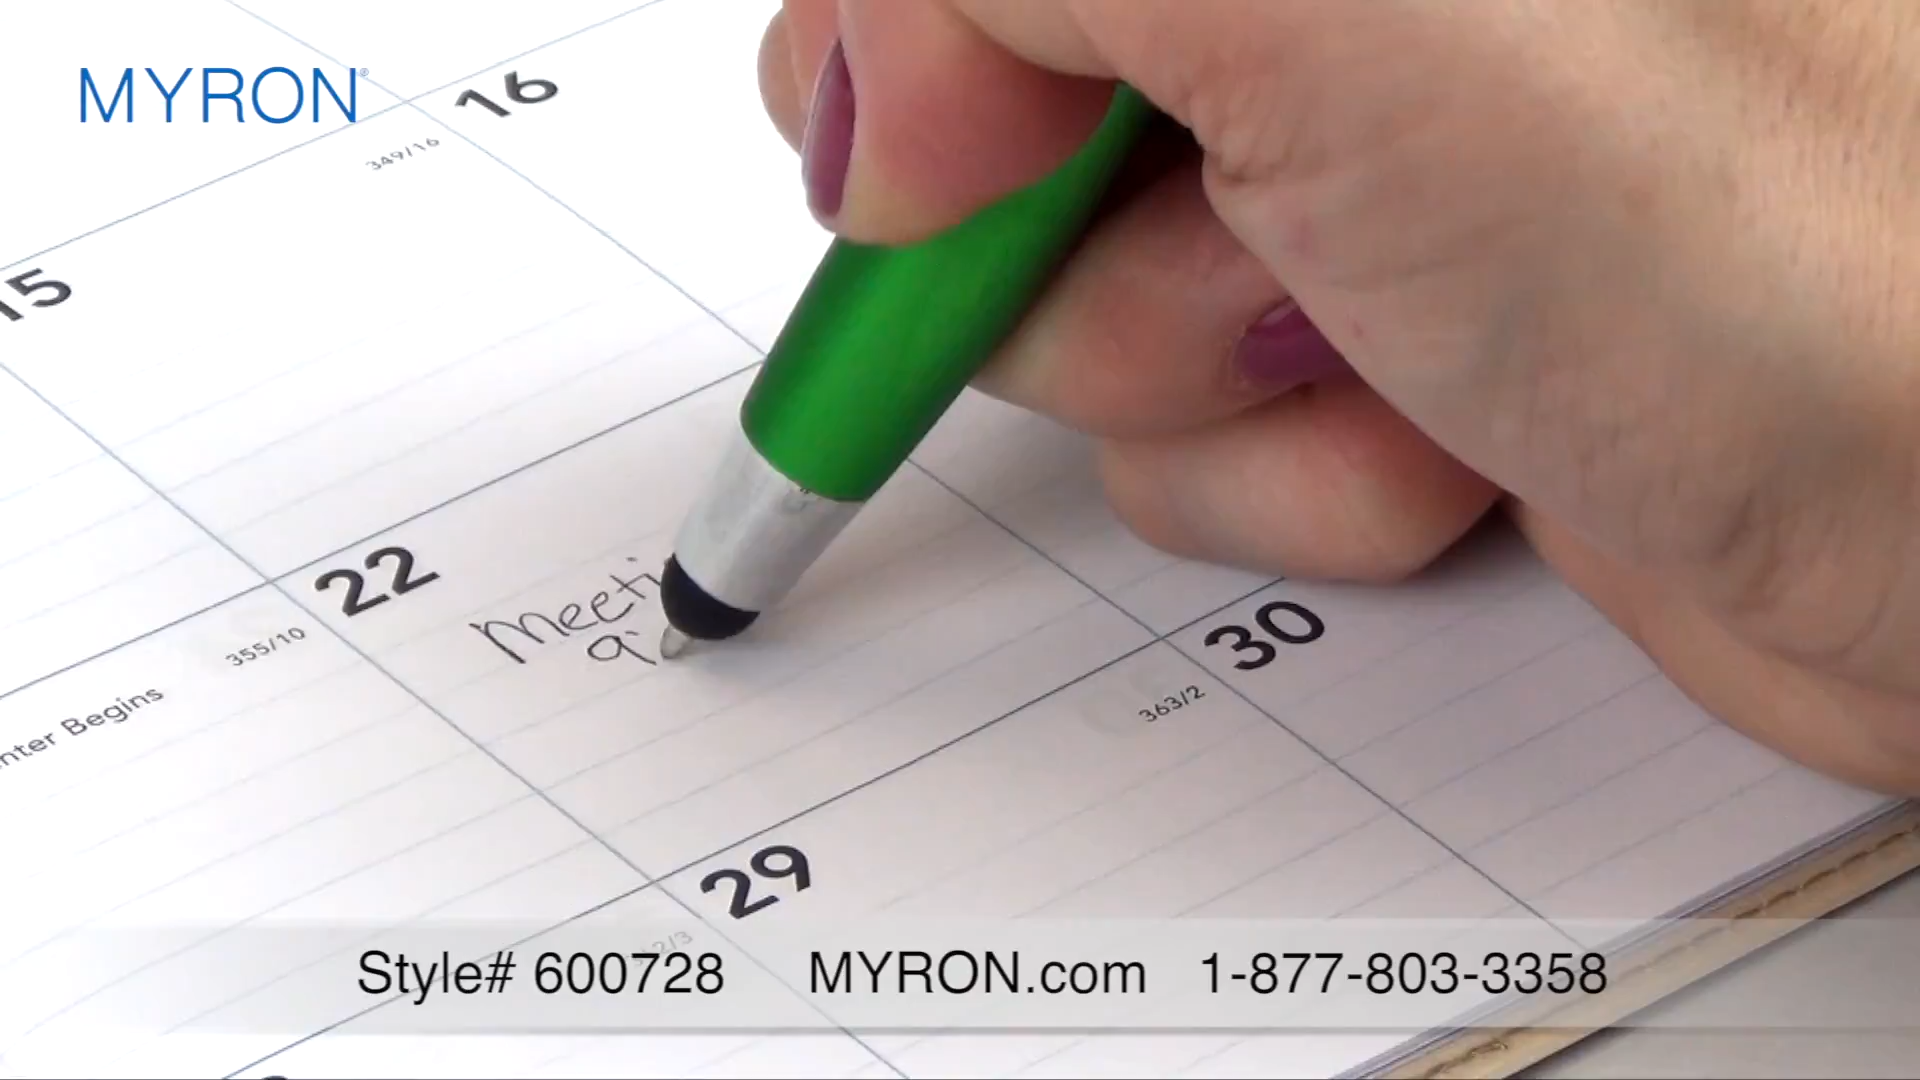 MYRON®
16
349/16
15
22
Meeti
9:
355/10
nter Begins
30
363/2
29
Style# 600728 MYRON.com 1-877-803-3358